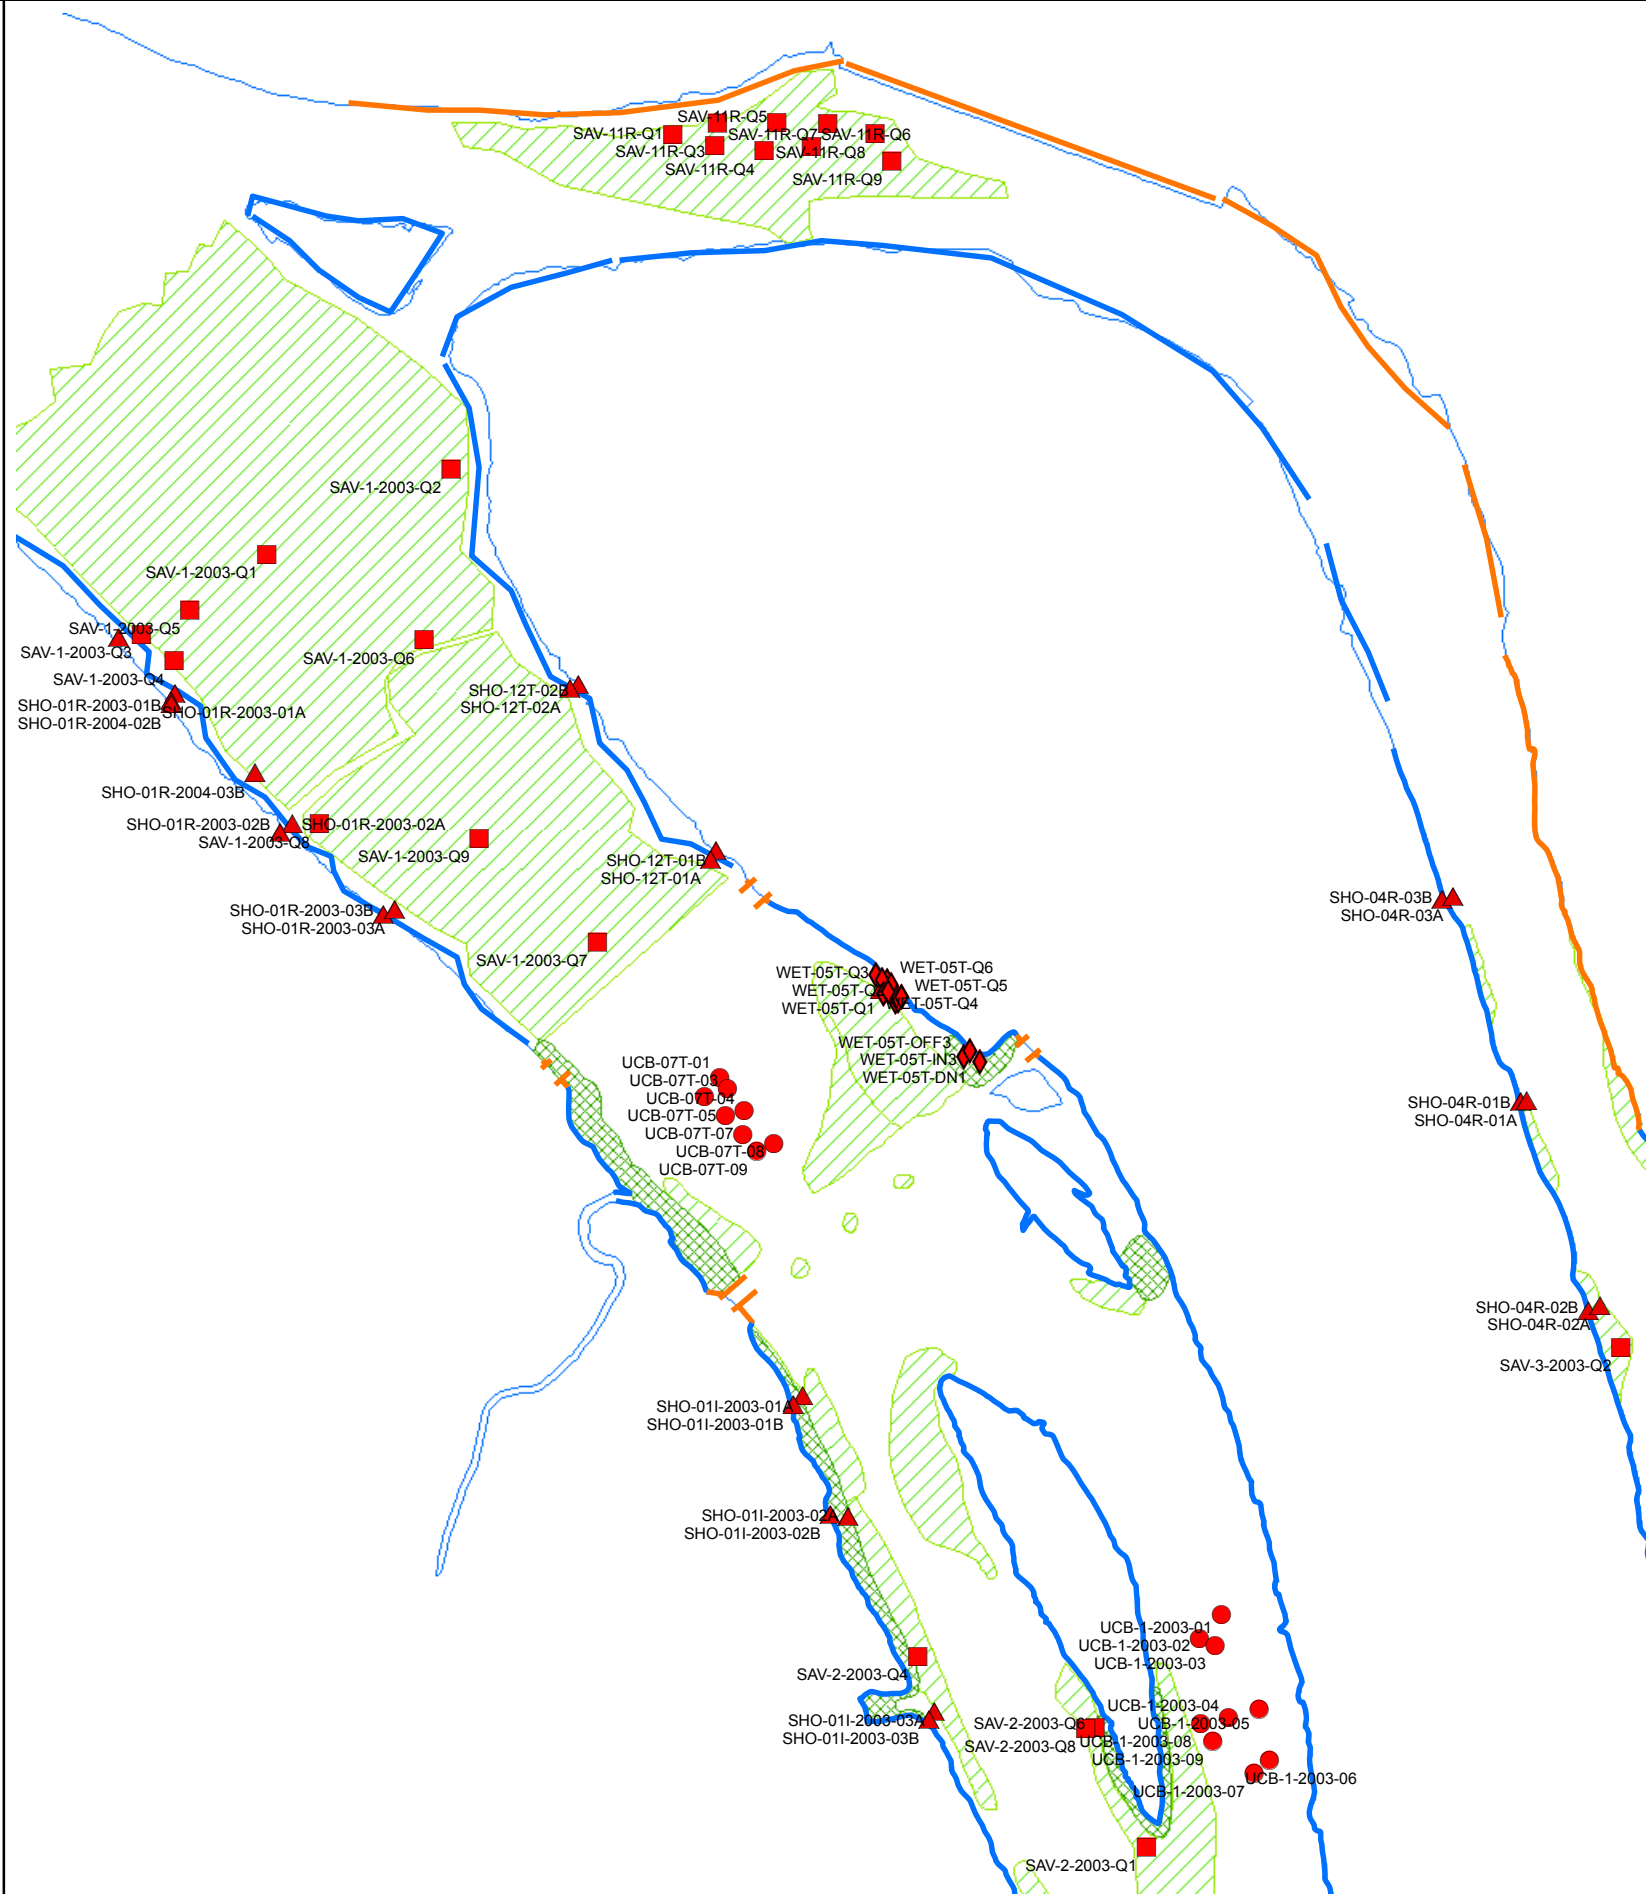 SAV-11R-Q5
SAV-11R-Q1
SAV-11R-Q7
SAV-11R-Q6
SAV-11R-Q3
SAV-11R-Q8
SAV-11R-Q4
SAV-11R-Q9
SAV-1-2003-Q2
SAV-1-2003-Q1
SAV-1-2003-Q5
SAV-1-2003-Q3
SAV-1-2003-Q6
SAV-1-2003-Q4
SHO-12T-02B
SHO-12T-02A
SHO-01R-2003-01B
SHO-01R-2003-01A
SHO-01R-2004-02B
SHO-01R-2004-03B
SHO-01R-2003-02B
SHO-01R-2003-02A
SAV-1-2003-Q8
SAV-1-2003-Q9
SHO-12T-01B
SHO-12T-01A
SHO-04R-03B
SHO-04R-03A
SHO-01R-2003-03B
SHO-01R-2003-03A
SAV-1-2003-Q7
WET-05T-Q3
WET-05T-Q6
WET-05T-Q5
WET-05T-Q4
WET-05T-Q1
WET-05T-OFF3
WET-05T-IN3
WET-05T-DN1
UCB-07T-01
UCB-07T-03
UCB-07T-04
UCB-07T-05
UCB-07T-07
UCB-07T-08
UCB-07T-09
SHO-04R-01B
SHO-04R-01A
SHO-04R-02B
SHO-04R-02A
SAV-3-2003-Q2
SHO-01I-2003-01A
SHO-01I-2003-01B
SHO-01I-2003-02A
SHO-01I-2003-02B
UCB-1-2003-01
UCB-1-2003-02
UCB-1-2003-03
SAV-2-2003-Q4
UCB-1-2003-04
SHO-01I-2003-03A
SAV-2-2003-Q6
UCB-1-2003-05
SHO-01I-2003-03B
SAV-2-2003-Q8
UCB-1-2003-08
UCB-1-2003-09
UCB-1-2003-06
UCB-1-2003-07
SAV-2-2003-Q1